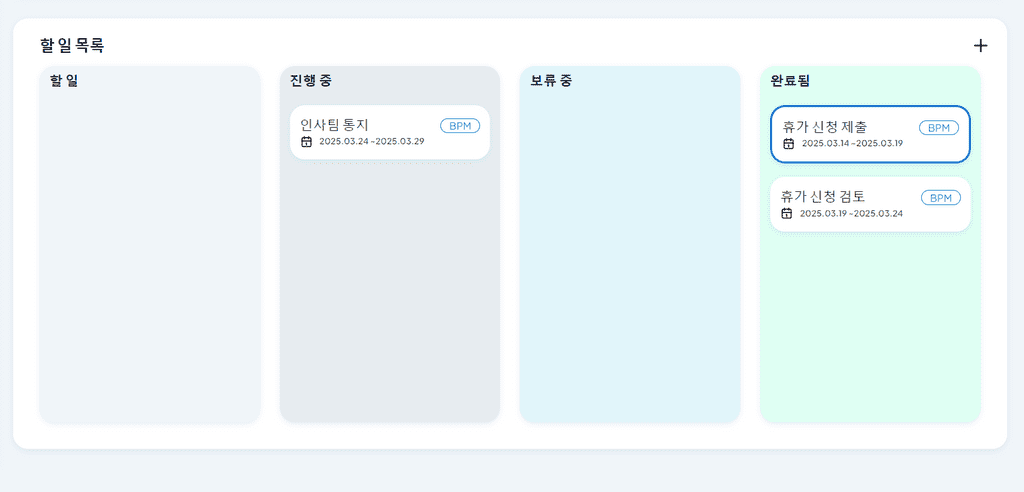 할 일 목록
할 일
진행 중
인사팀 통지
BPM
2025.03.24 ~2025.03.29
보류 중
완료됨
휴가 신청 제출
BPM
2025.03.14 ~2025.03.19
휴가 신청 검토
BPM
2025.03.19 ~2025.03.24